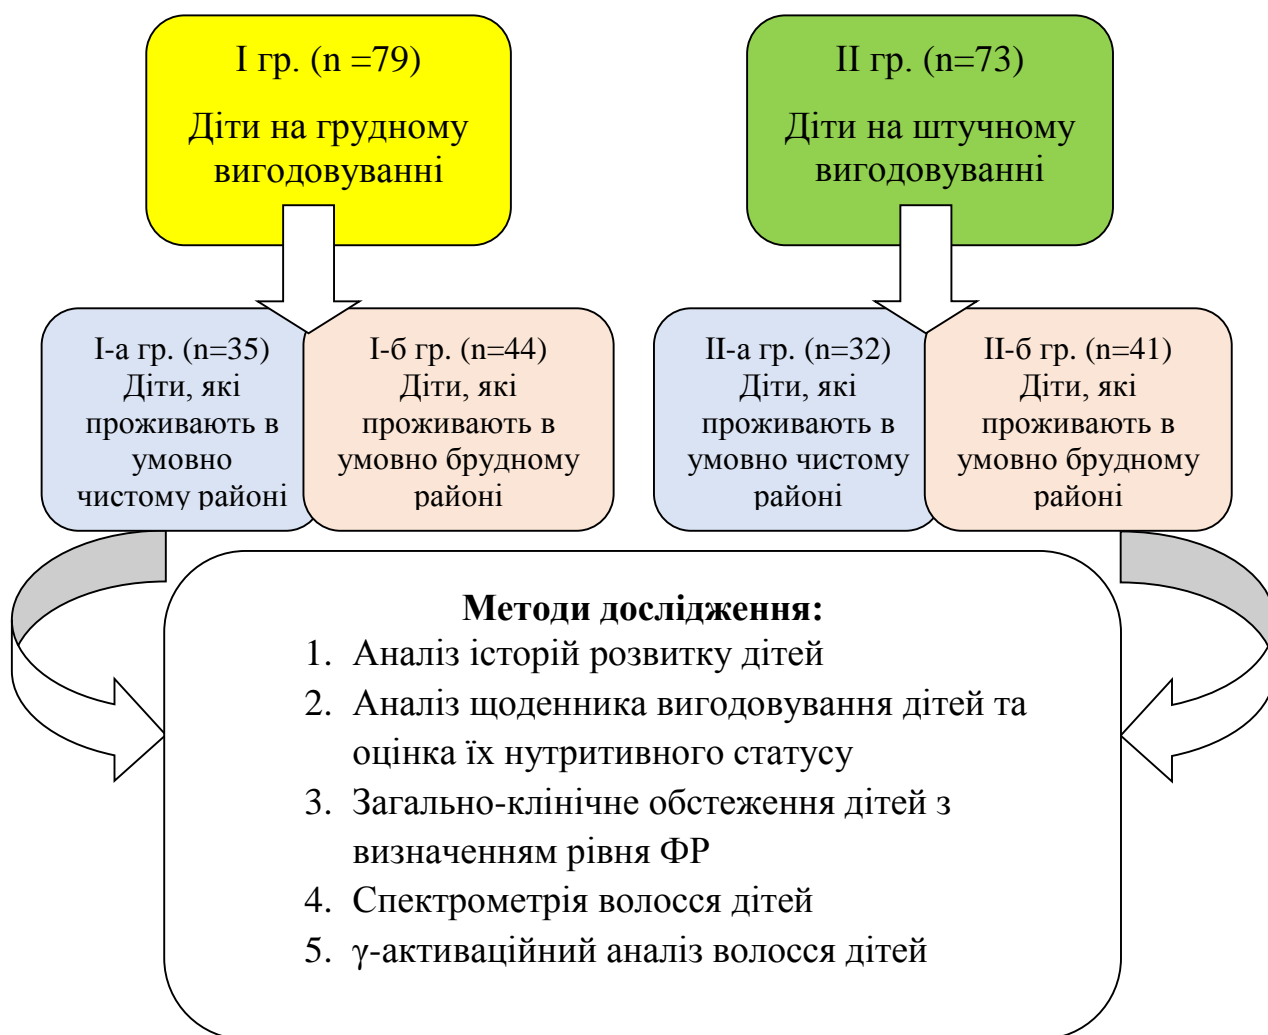 I гр. (n =79)
Діти на грудному
вигодовуванні
II гр. (n=73)
Діти на штучному
вигодовуванні
I-а гр. (n=35)
Діти, які
проживають в
умовно
чистому районі
I-б гр. (n=44)
Діти, які
проживають в
умовно брудному
районі
II-а гр. (n=32)
Діти, які
проживають в
умовно чистому
районі
II-б гр. (n=41)
Діти, які
проживають в
умовно брудному
районі
Методи дослідження:
1. Аналіз історій розвитку дітей
2. Аналіз щоденника вигодовування дітей та
оцінка їх нутритивного статусу
3. Загально-клінічне обстеження дітей з
визначенням рівня ФР
4. Спектрометрія волосся дітей
5. γ-активаційний аналіз волосся дітей